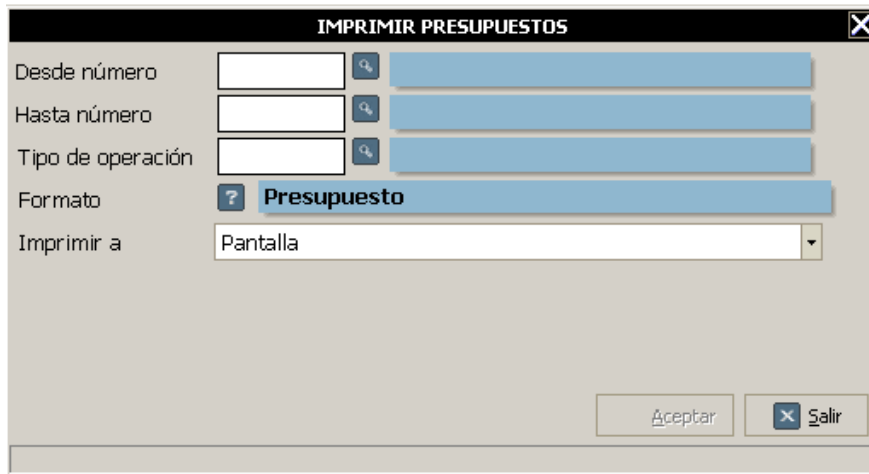 IMPRIMIR PRESUPUESTOS
Desde número
Hasta número
Tipo de operación
Formato ? Presupuesto
Imprimir a Pantalla
Aceptar Salir